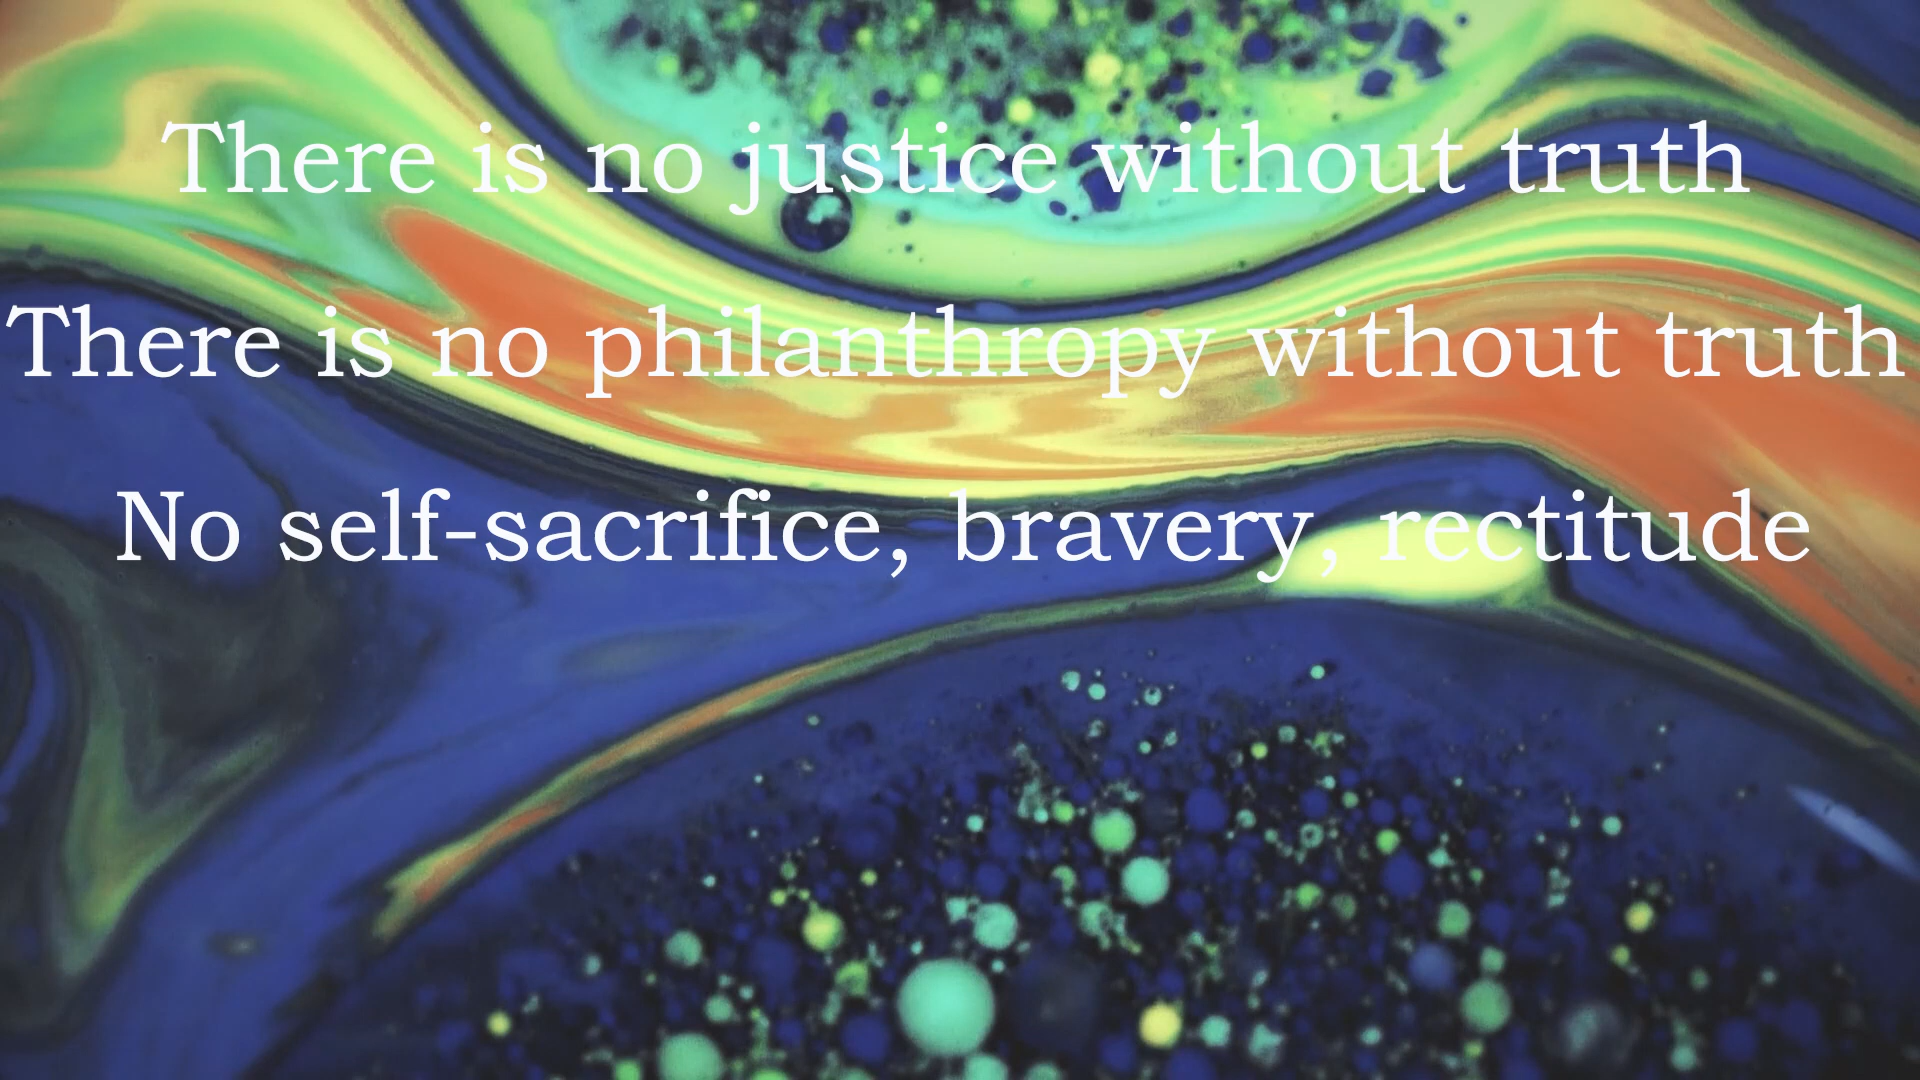 There is no justice without truth
There is no philanthropy without truth
No self-sacrifice, bravery, rectitude